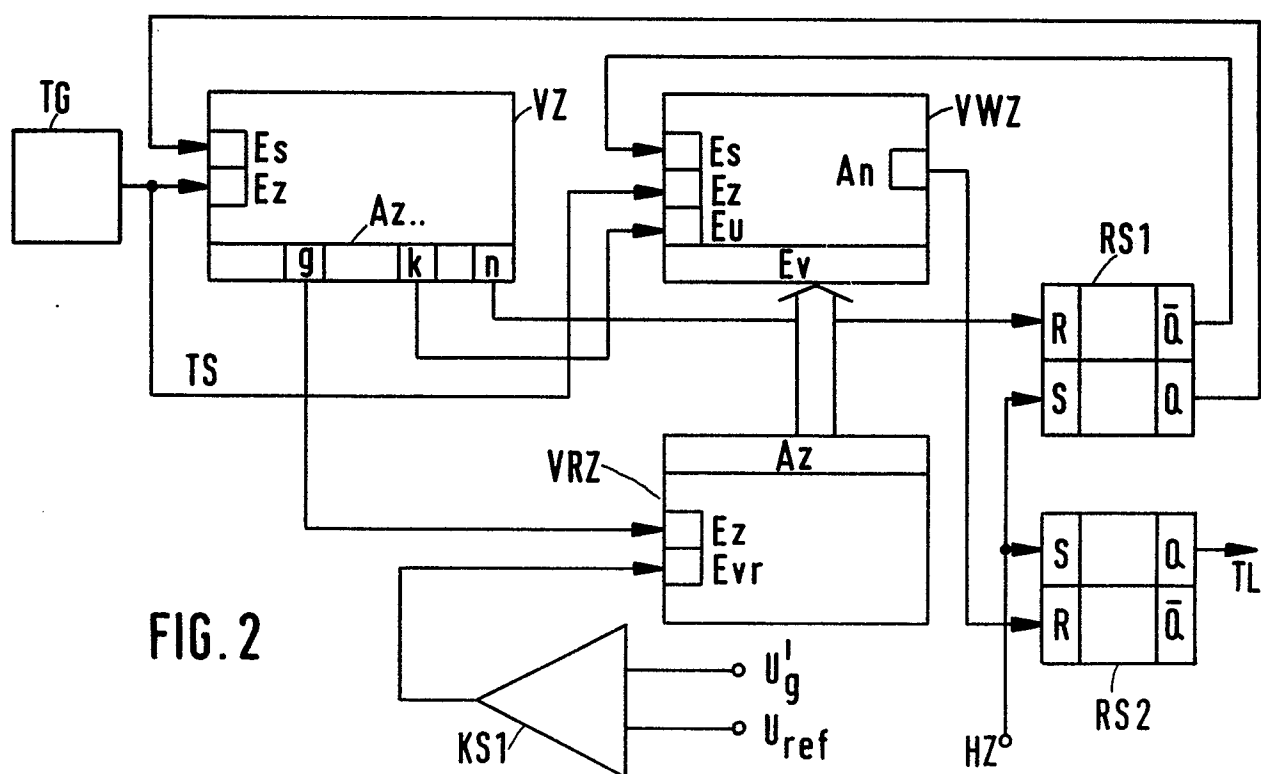 TG
VZ
VWZ
Es
Ez
Az..
g
k
n
Es
Ez
Eu
An
Ev
RS1
R
Q̄
S
Q
TS
VRZ
Az
Ez
Evr
S
Q
TL
R
Q̄
RS2
FIG. 2
KS1
U'g
Uref
HZ